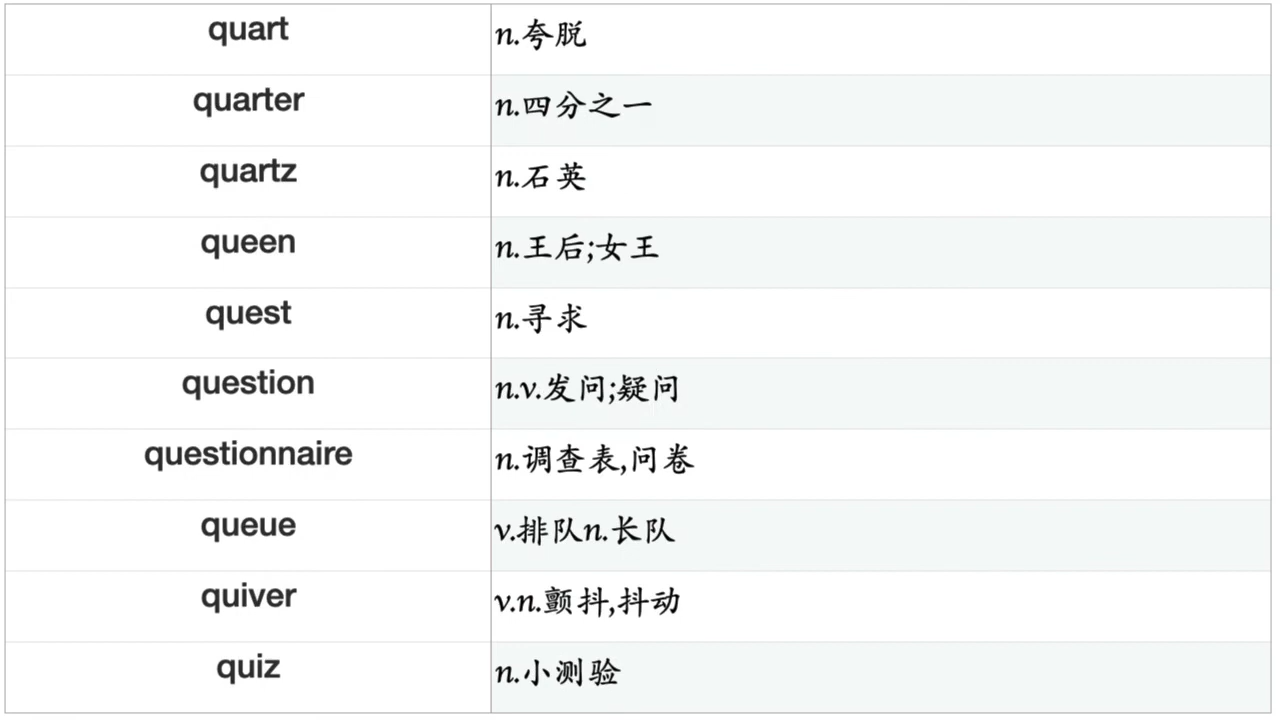 quart n.夸脱
quarter n.四分之一
quartz n.石英
queen n.王后;女王
quest n.寻求
question n.v.发问;疑问
questionnaire n.调查表,问卷
queue v.排队n.长队
quiver v.n.颤抖,抖动
quiz n.小测验